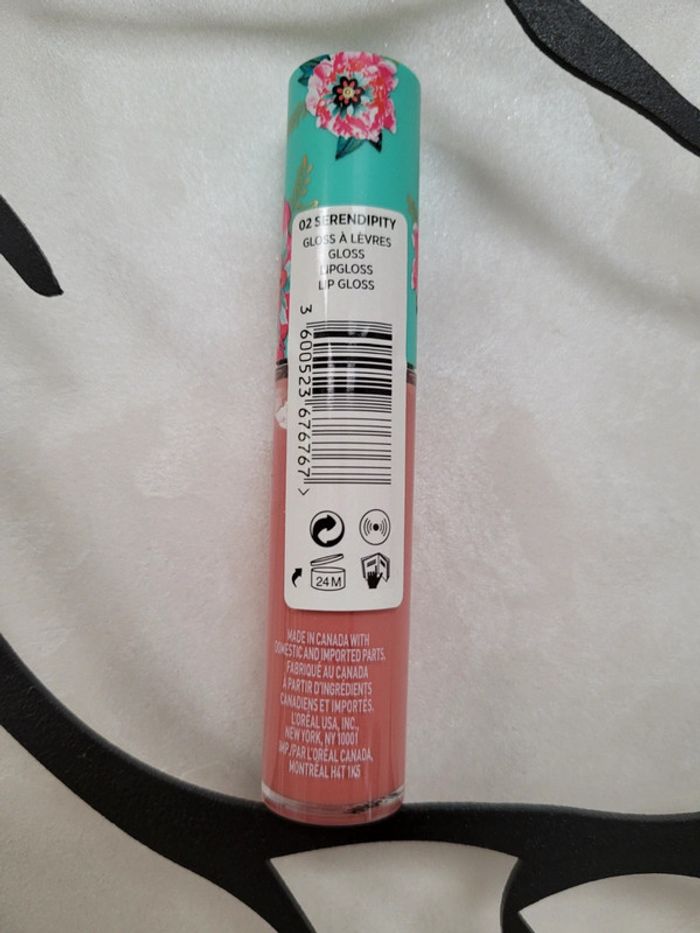 02 SERENDIPITY
GLOSS À LÈVRES
GLOSS
LIPGLOSS
LIP GLOSS
3 600523 676767 >
24M
MADE IN CANADA WITH
DOMESTIC AND IMPORTED PARTS.
FABRIQUÉ AU CANADA
À PARTIR D'INGRÉDIENTS
CANADIENS ET IMPORTÉS.
L'ORÉAL USA, INC.,
NEW YORK, NY 10001
IMP./PAR L'ORÉAL CANADA,
MONTRÉAL H4T 1K5